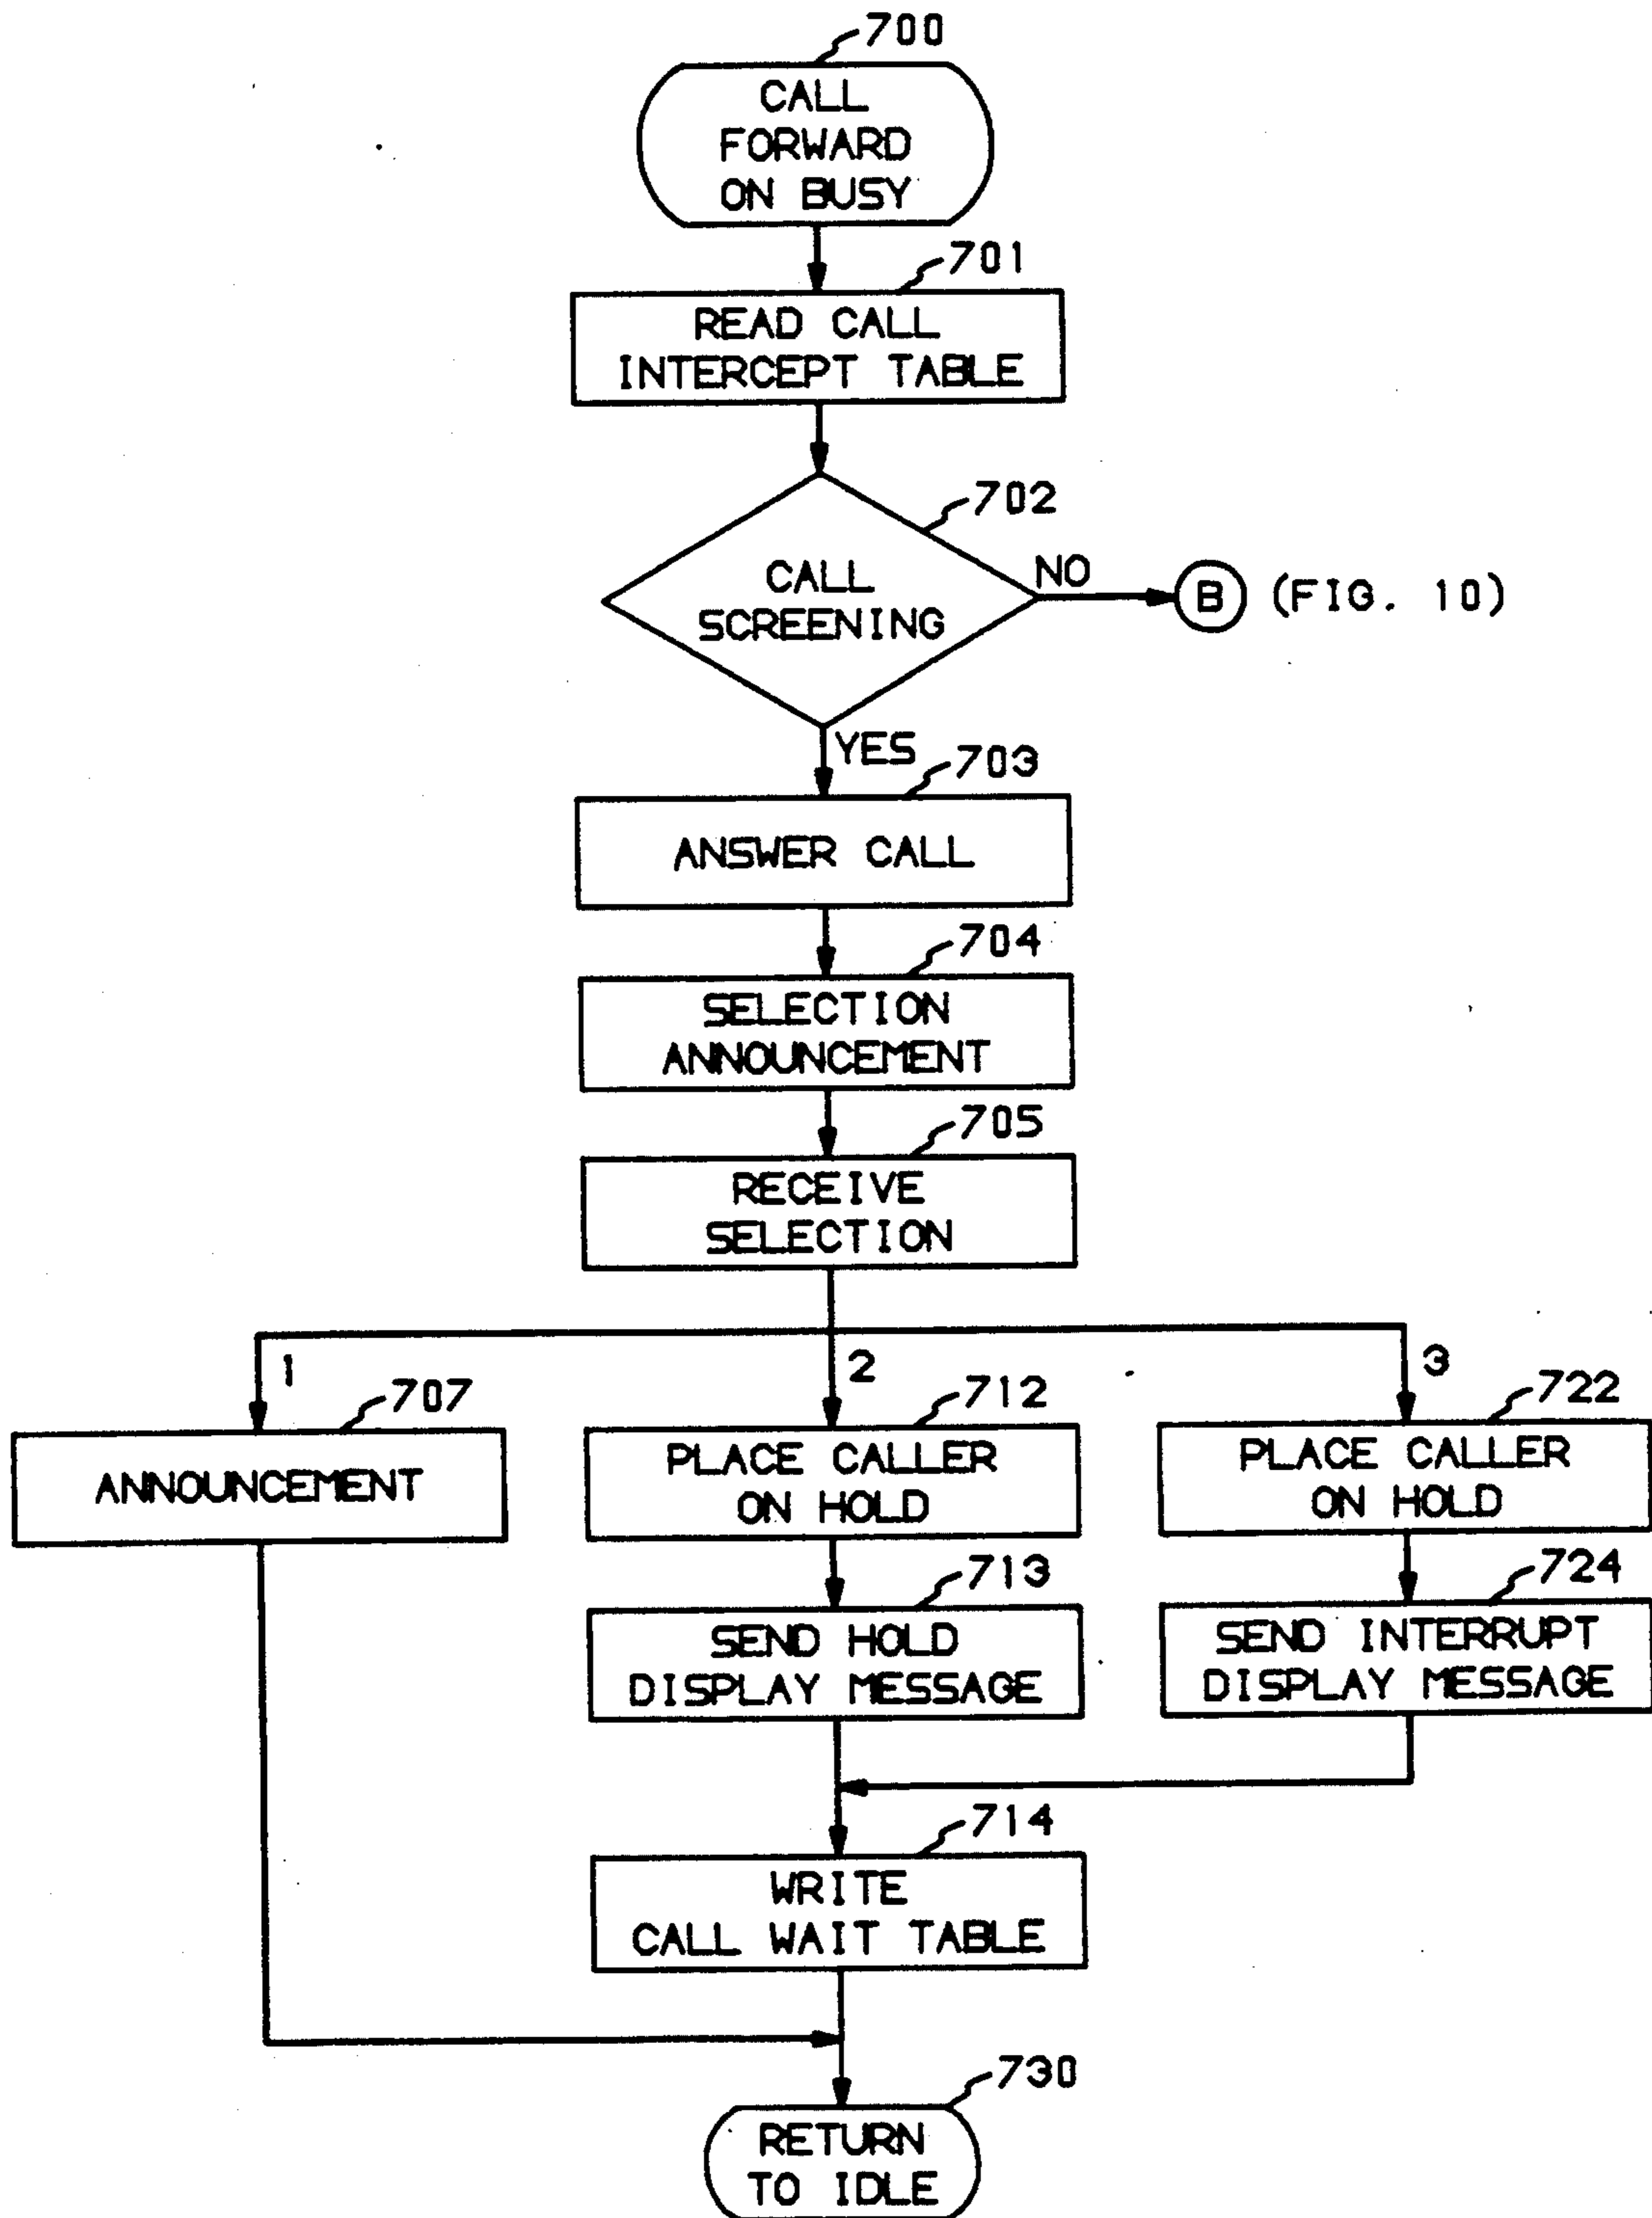 700
CALL
FORWARD
ON BUSY
701
READ CALL
INTERCEPT TABLE
702
CALL
SCREENING
NO
B (FIG. 10)
YES
703
ANSWER CALL
704
SELECTION
ANNOUNCEMENT
705
RECEIVE
SELECTION
1
2
3
707
ANNOUNCEMENT
712
PLACE CALLER
ON HOLD
722
PLACE CALLER
ON HOLD
713
SEND HOLD
DISPLAY MESSAGE
724
SEND INTERRUPT
DISPLAY MESSAGE
714
WRITE
CALL WAIT TABLE
730
RETURN
TO IDLE